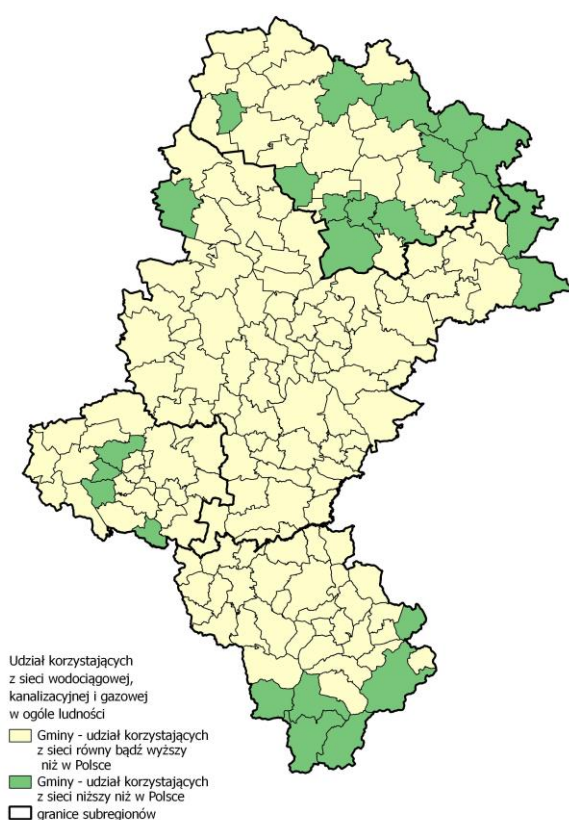 Udział korzystających
z sieci wodociągowej,
kanalizacyjnej i gazowej
w ogóle ludności
Gminy - udział korzystających
z sieci równy bądź wyższy
niż w Polsce
Gminy - udział korzystających
z sieci niższy niż w Polsce
granice subregionów